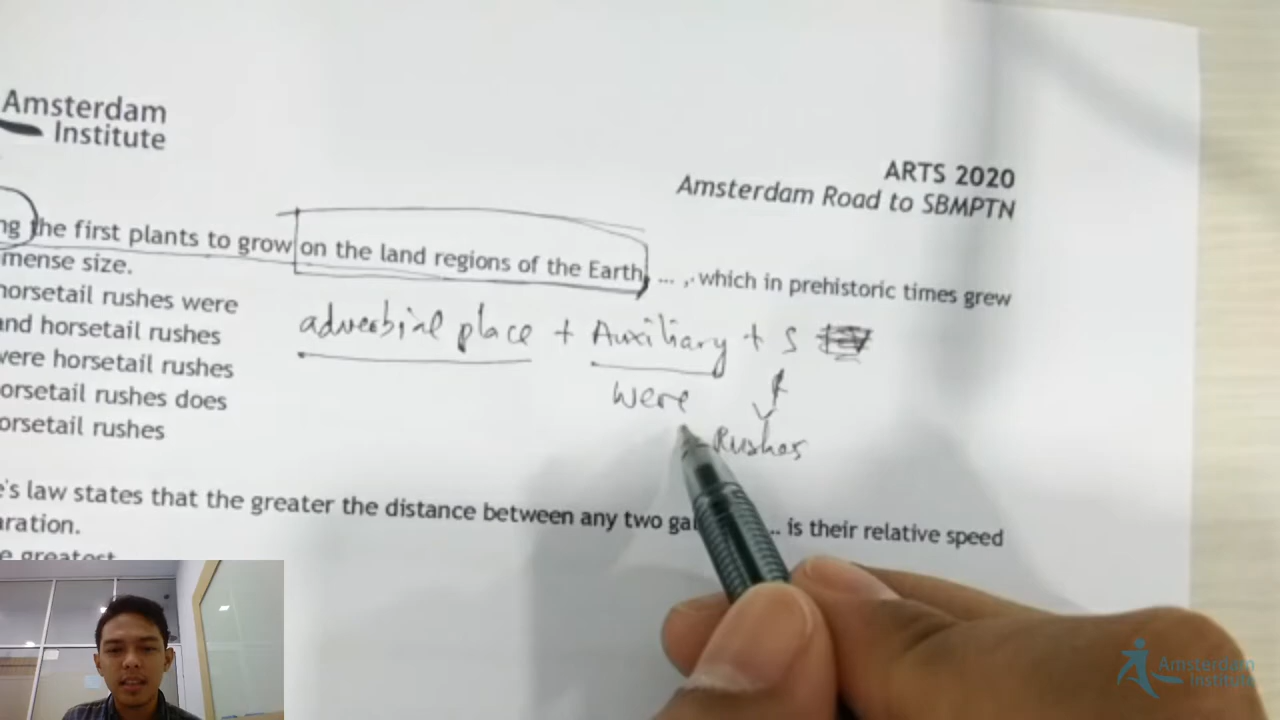 Amsterdam
Institute
ARTS 2020
Amsterdam Road to SBMPTN
ng the first plants to grow on the land regions of the Earth, ... , which in prehistoric times grew
mense size.
horsetail rushes were
and horsetail rushes
were horsetail rushes
orsetail rushes does
orsetail rushes
adverbial place + Auxiliary + S
were
Rushes
e's law states that the greater the distance between any two ga ... is their relative speed
aration.
e greatest
Amsterdam
Institute